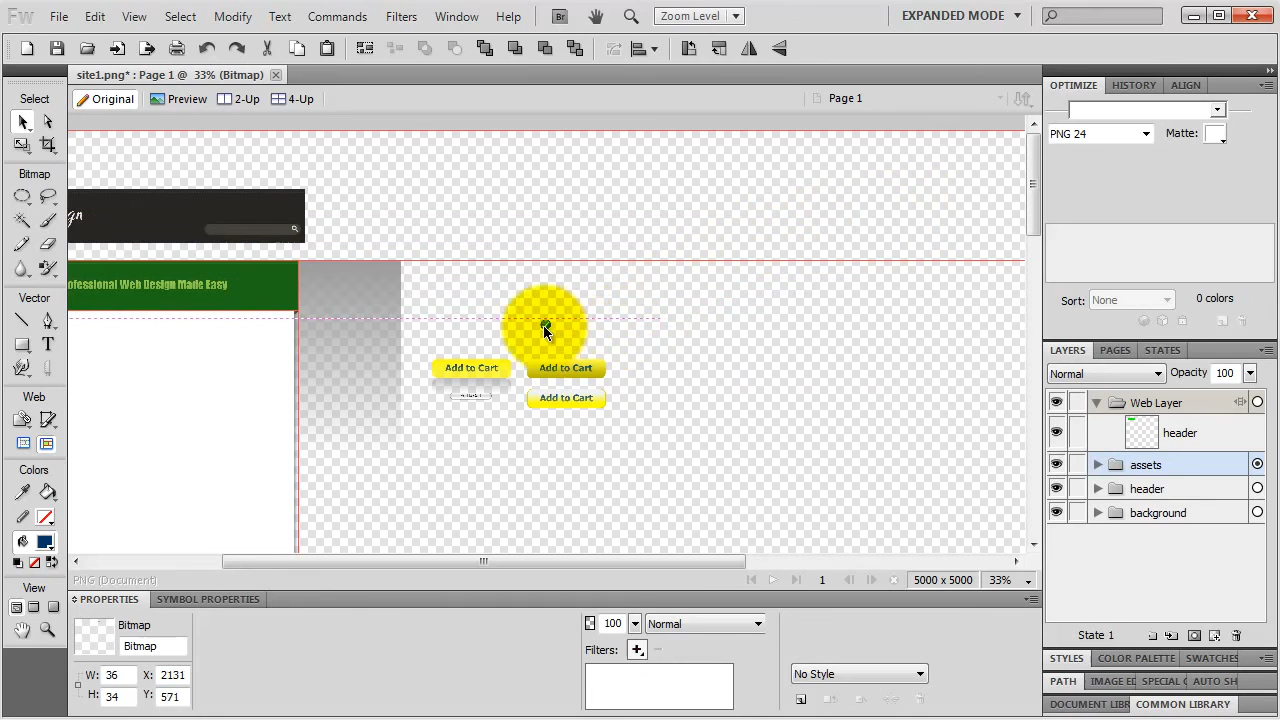 Fw File Edit View Select Modify Text Commands Filters Window Help Br Zoom Level EXPANDED MODE
site1.png* : Page 1 @ 33% (Bitmap)
Original Preview 2-Up 4-Up Page 1
Select
Bitmap
Vector
Web
Colors
View
gn
ofessional Web Design Made Easy
Add to Cart Add to Cart
Add to Cart
PNG (Document) 1 5000 x 5000 33%
PROPERTIES SYMBOL PROPERTIES
Bitmap
Bitmap
W: 36 X: 2131
H: 34 Y: 571
100 Normal
Filters:
No Style
OPTIMIZE HISTORY ALIGN
PNG 24 Matte:
Sort: None 0 colors
LAYERS PAGES STATES
Normal Opacity 100
Web Layer
header
assets
header
background
State 1
STYLES COLOR PALETTE SWATCHES
PATH IMAGE ED SPECIAL C AUTO SH
DOCUMENT LIBR COMMON LIBRARY